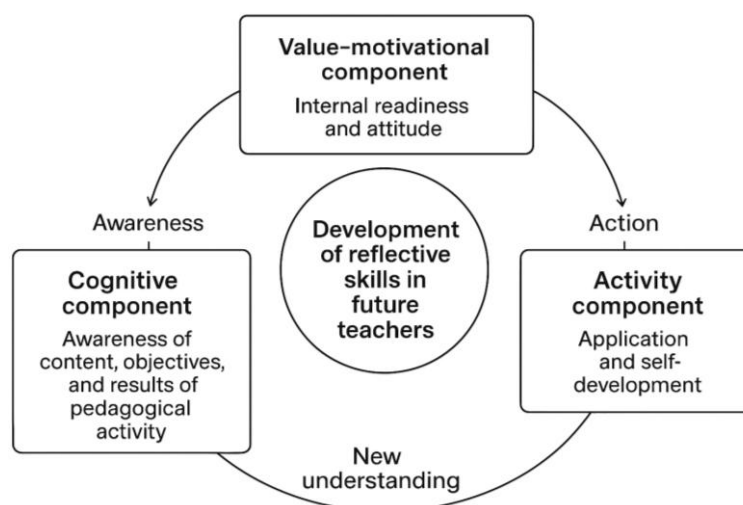 Value-motivational
component
Internal readiness
and attitude
Awareness
Action
Development
of reflective
skills in
future
teachers
Cognitive
component
Awareness of
content, objectives,
and results of
pedagogical
activity
Activity
component
Application
and self-
development
New
understanding